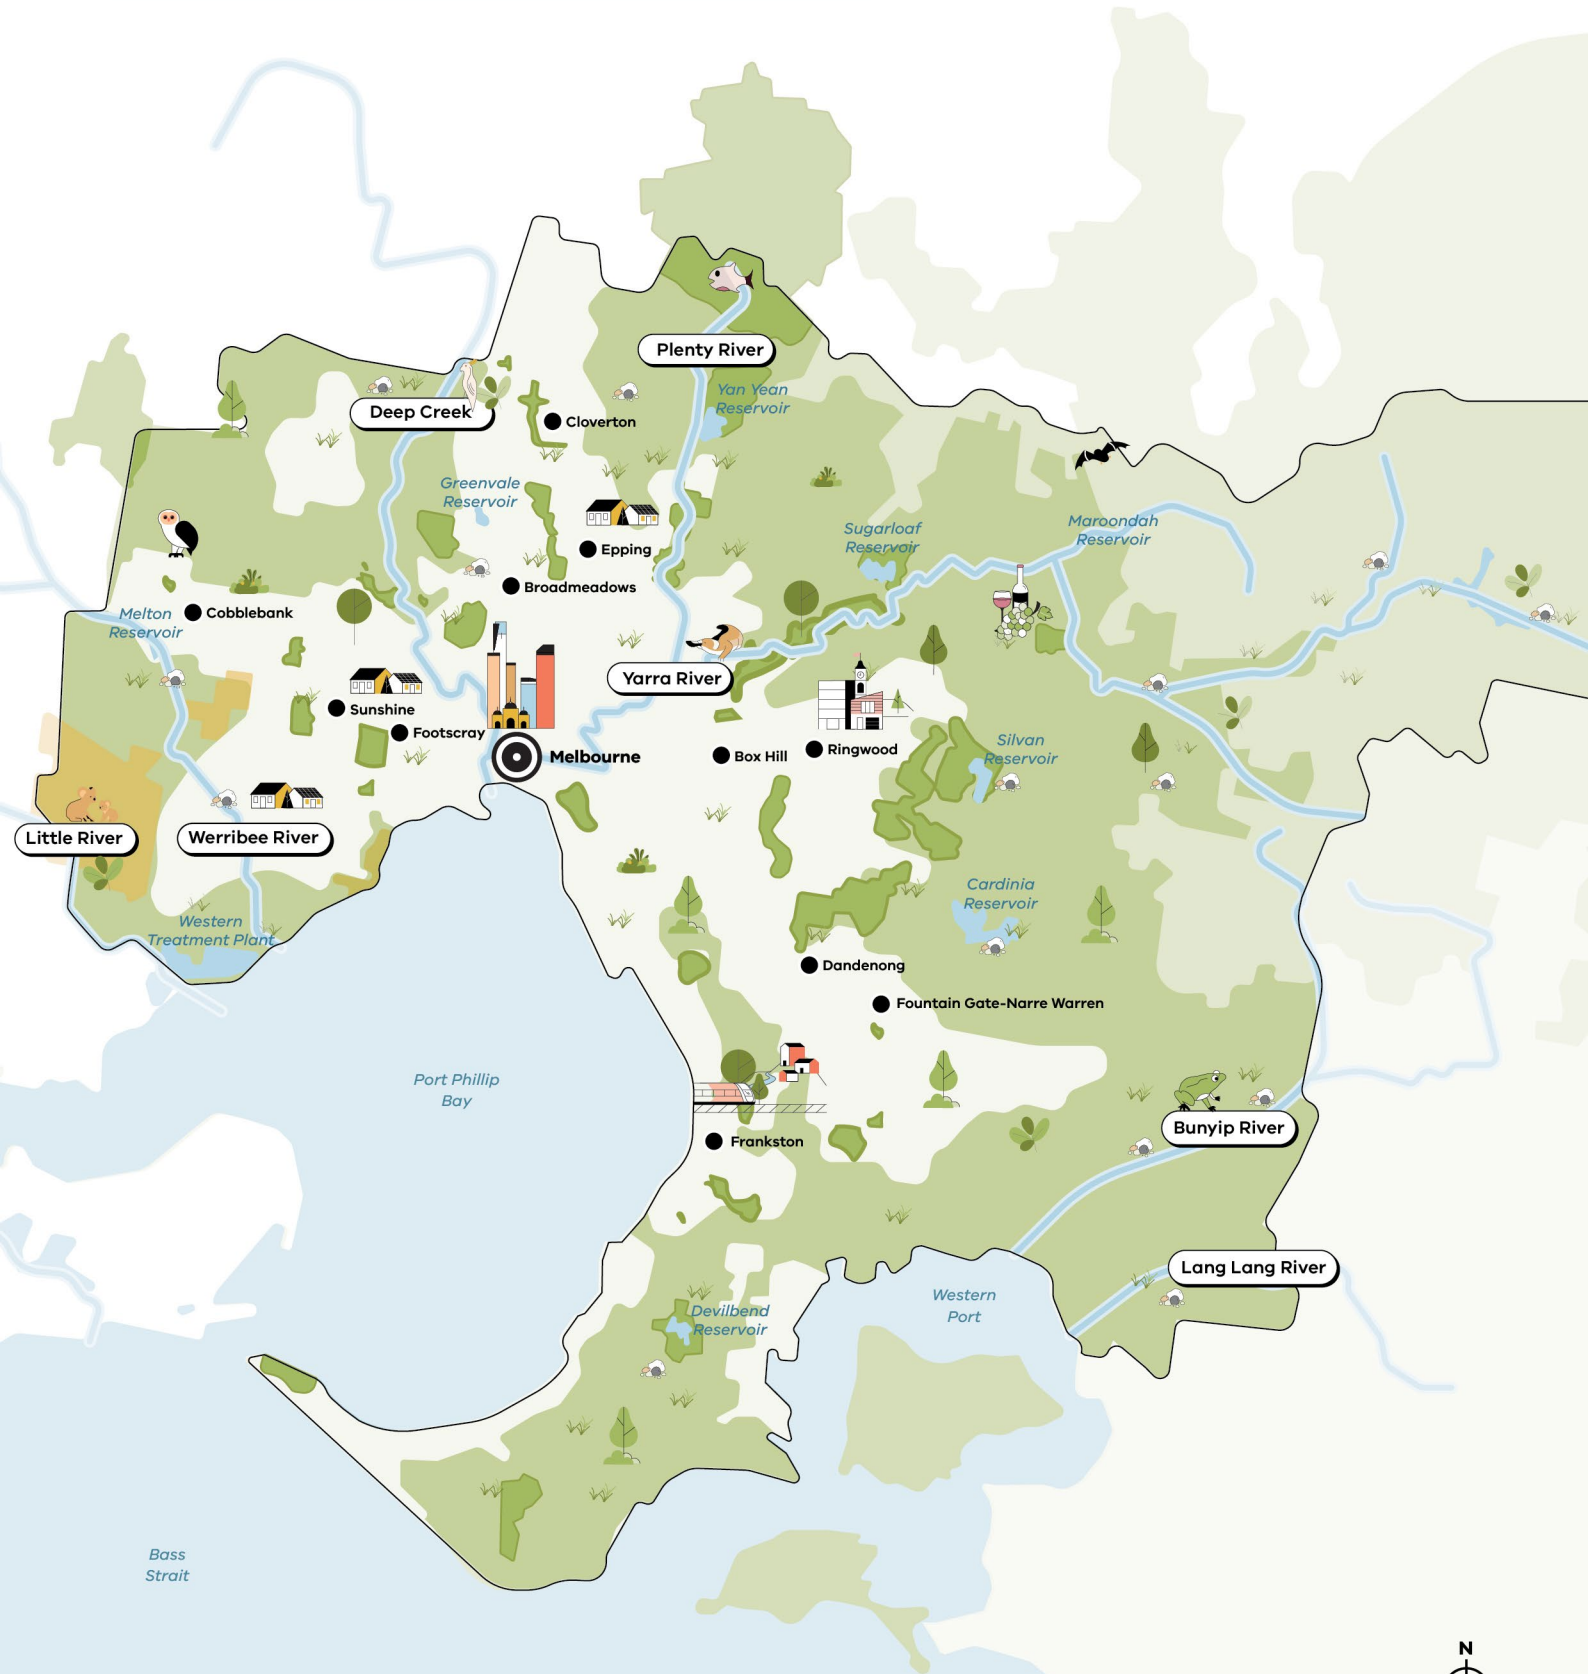 Plenty River
Yan Yean
Reservoir
Deep Creek
Cloverton
Greenvale
Reservoir
Sugarloaf
Reservoir
Maroondah
Reservoir
Epping
Broadmeadows
Melton
Reservoir
Cobblebank
Yarra River
Sunshine
Footscray
Melbourne
Box Hill
Ringwood
Silvan
Reservoir
Little River
Werribee River
Cardinia
Reservoir
Western
Treatment Plant
Dandenong
Fountain Gate-Narre Warren
Port Phillip
Bay
Frankston
Bunyip River
Lang Lang River
Western
Port
Devilbend
Reservoir
Bass
Strait
N